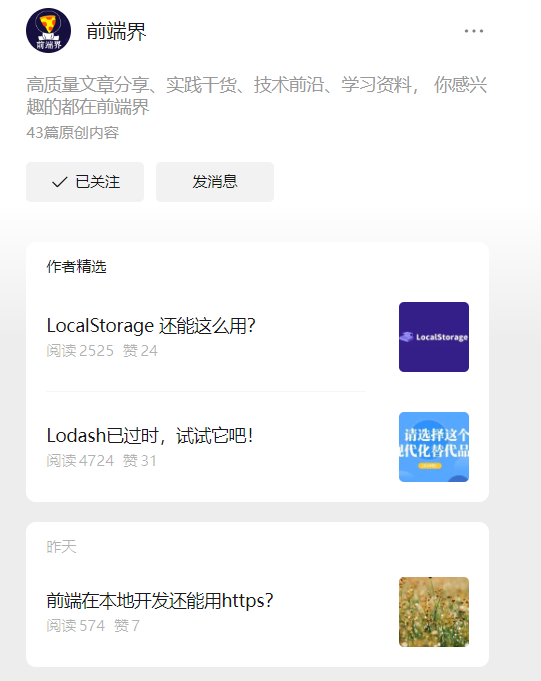 前端界
前端界
高质量文章分享、实践干货、技术前沿、学习资料， 你感兴
趣的都在前端界
43篇原创内容
已关注
发消息
作者精选
LocalStorage 还能这么用？
阅读 2525 赞 24
LocalStorage
Lodash已过时，试试它吧！
阅读 4724 赞 31
请选择这个
现代化替代品
昨天
前端在本地开发还能用https？
阅读 574 赞 7